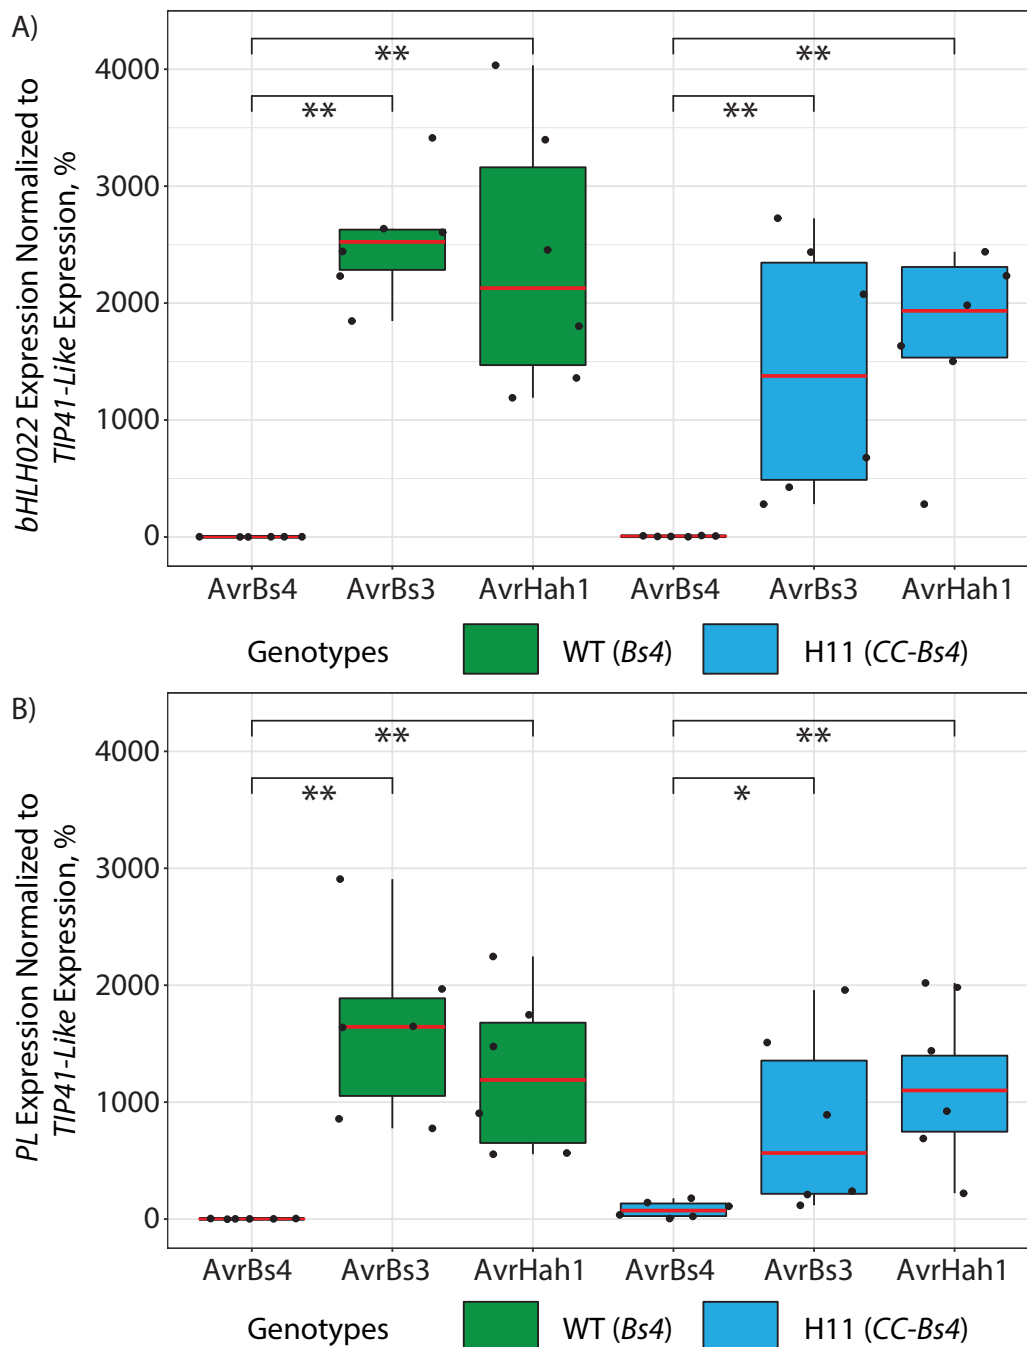 A)
bHLH022 Expression Normalized to
TIP41-Like Expression, %
4000
3000
2000
1000
0
**
**
**
**
AvrBs4 AvrBs3 AvrHah1 AvrBs4 AvrBs3 AvrHah1
Genotypes WT (Bs4) H11 (CC-Bs4)
B)
PL Expression Normalized to
TIP41-Like Expression, %
4000
3000
2000
1000
0
**
**
**
*
AvrBs4 AvrBs3 AvrHah1 AvrBs4 AvrBs3 AvrHah1
Genotypes WT (Bs4) H11 (CC-Bs4)